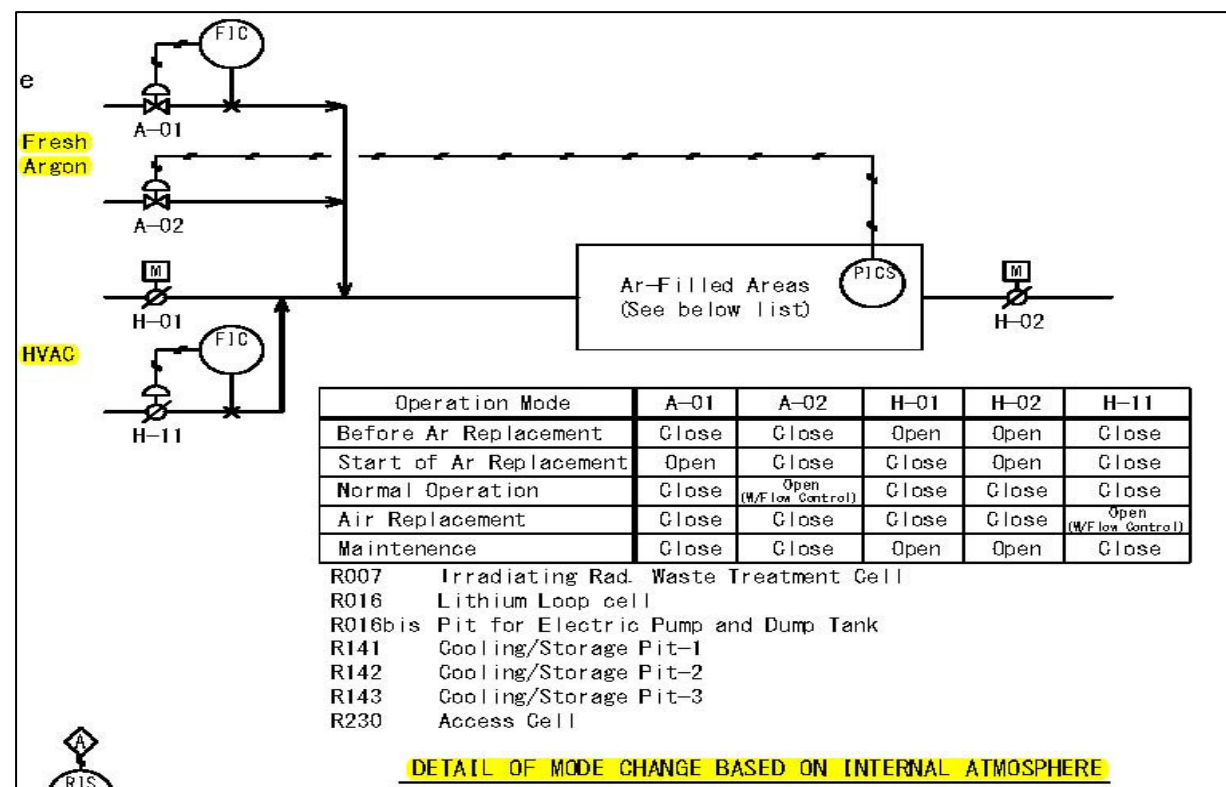 FIC
e
A-01
Fresh
Argon
A-02
M
H-01
Ar-Filled Areas
(See below list)
PICS
M
H-02
HVAC
FIC
H-11
Operation Mode A-01 A-02 H-01 H-02 H-11
Before Ar Replacement Close Close Open Open Close
Start of Ar Replacement Open Close Close Open Close
Normal Operation Close Open (W/Flow Control) Close Close Close
Air Replacement Close Close Close Close Open (W/Flow Control)
Maintenence Close Close Open Open Close
R007 Irradiating Rad. Waste Treatment Cell
R016 Lithium Loop cell
R016bis Pit for Electric Pump and Dump Tank
R141 Cooling/Storage Pit-1
R142 Cooling/Storage Pit-2
R143 Cooling/Storage Pit-3
R230 Access Cell
A
RIS
DETAIL OF MODE CHANGE BASED ON INTERNAL ATMOSPHERE